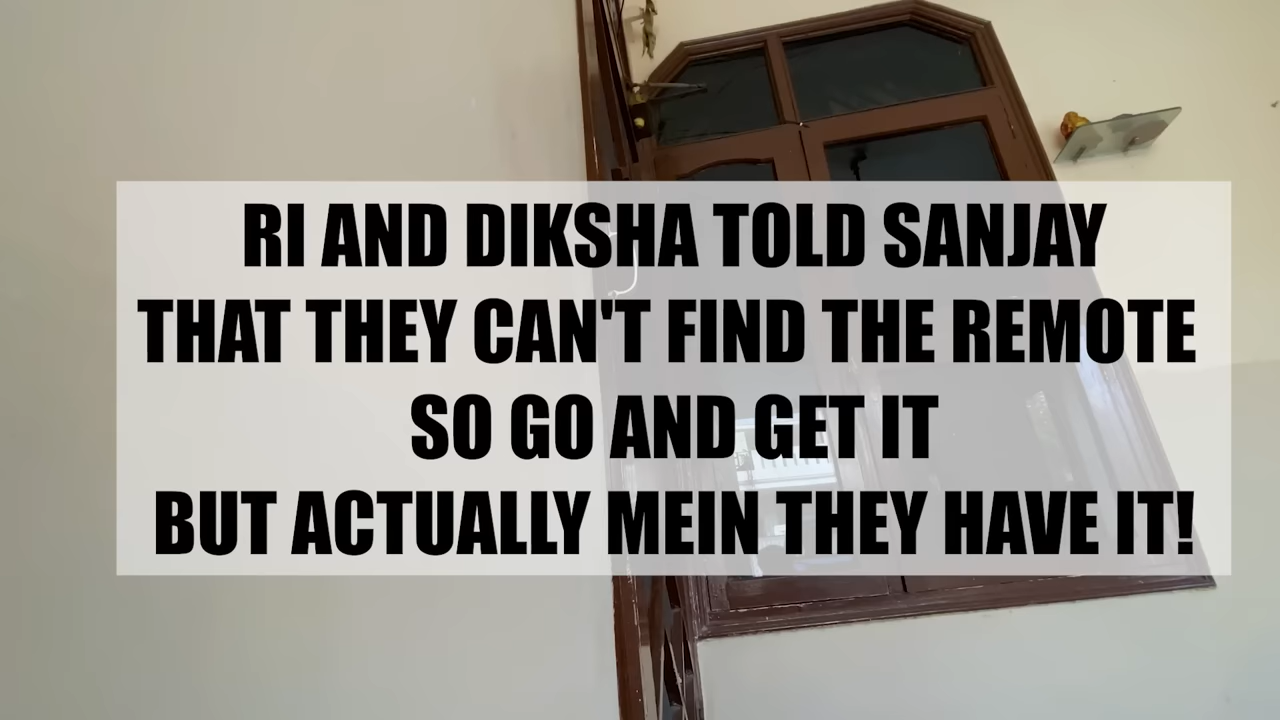 RI AND DIKSHA TOLD SANJAY
THAT THEY CAN'T FIND THE REMOTE
SO GO AND GET IT
BUT ACTUALLY MEIN THEY HAVE IT!